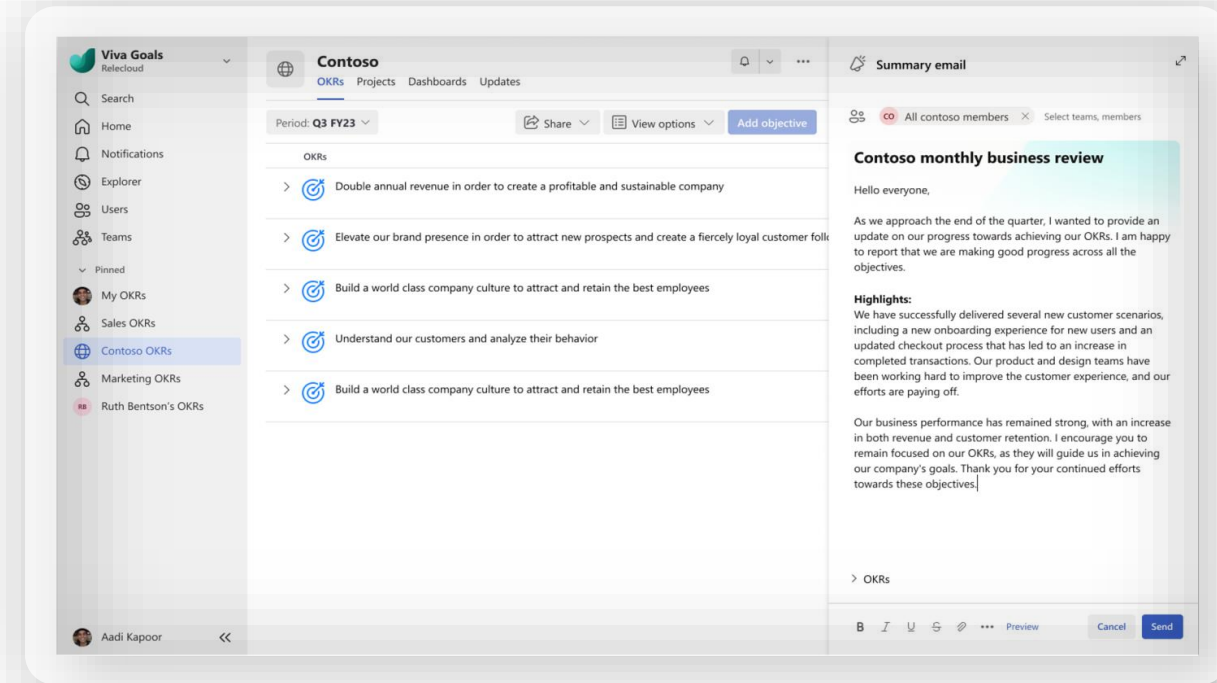 Viva Goals
Relecloud
Search
Home
Notifications
Explorer
Users
Teams
Pinned
My OKRs
Sales OKRs
Contoso OKRs
Marketing OKRs
RB Ruth Bentson's OKRs
Aadi Kapoor
Contoso
OKRs Projects Dashboards Updates
Period: Q3 FY23
Share
View options
Add objective
OKRs
Double annual revenue in order to create a profitable and sustainable company
Elevate our brand presence in order to attract new prospects and create a fiercely loyal customer
Build a world class company culture to attract and retain the best employees
Understand our customers and analyze their behavior
Build a world class company culture to attract and retain the best employees
Summary email
CO All contoso members Select teams, members
Contoso monthly business review
Hello everyone,
As we approach the end of the quarter, I wanted to provide an
update on our progress towards achieving our OKRs. I am happy
to report that we are making good progress across all the
objectives.
Highlights:
We have successfully delivered several new customer scenarios,
including a new onboarding experience for new users and an
updated checkout process that has led to an increase in
completed transactions. Our product and design teams have
been working hard to improve the customer experience, and our
efforts are paying off.
Our business performance has remained strong, with an increase
in both revenue and customer retention. I encourage you to
remain focused on our OKRs, as they will guide us in achieving
our company's goals. Thank you for your continued efforts
towards these objectives.
OKRs
B I U S Preview Cancel Send